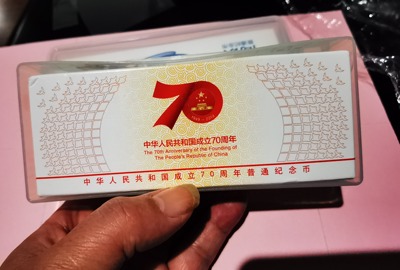 70
中华人民共和国成立70周年
The 70th Anniversary of the Founding of
The People's Republic of China
中华人民共和国成立70周年普通纪念币